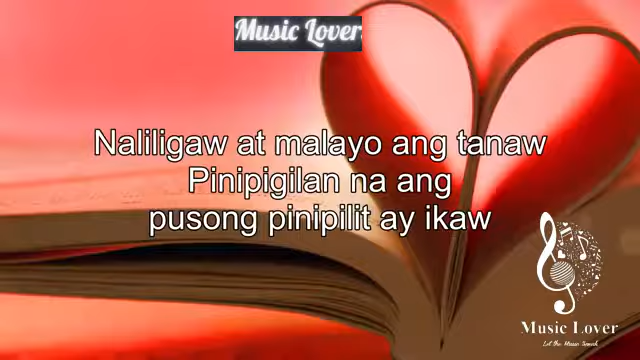 Music Lover
Naliligaw at malayo ang tanaw
Pinipigilan na ang
pusong pinipilit ay ikaw
Music Lover